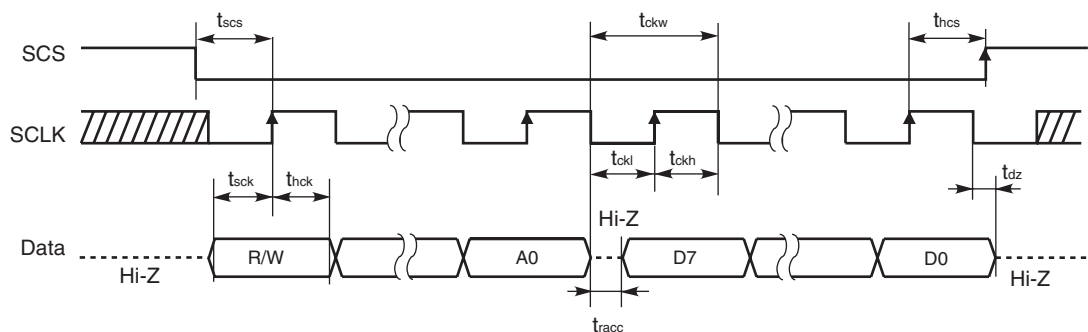 tscs tckw thcs
SCS
SCLK
tsck thck tckl tckh tdz
Hi-Z
Data R/W A0 D7 D0
Hi-Z Hi-Z
tracc